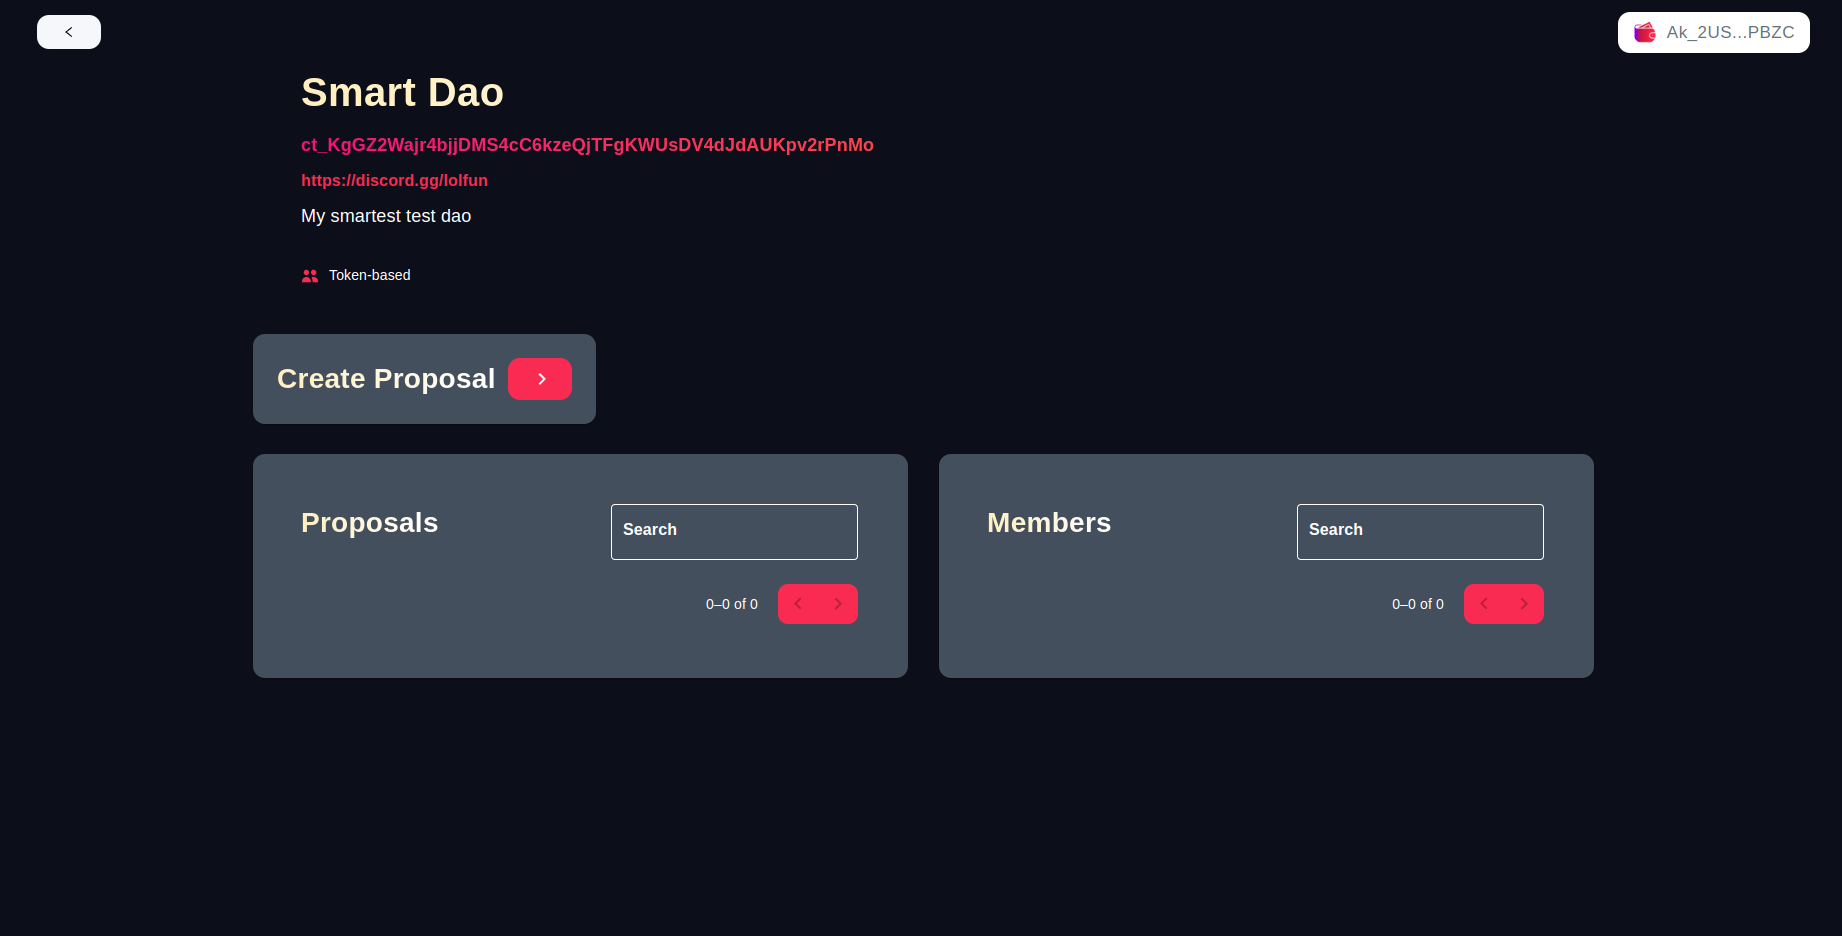 Ak_2US...PBZC
Smart Dao
ct_KgGZ2Wajr4bjjDMS4cC6kzeQjTFgKWUsDV4dJdAUKpv2rPnMo
https://discord.gg/lolfun
My smartest test dao
Token-based
Create Proposal
Proposals
Search
0–0 of 0
Members
Search
0–0 of 0